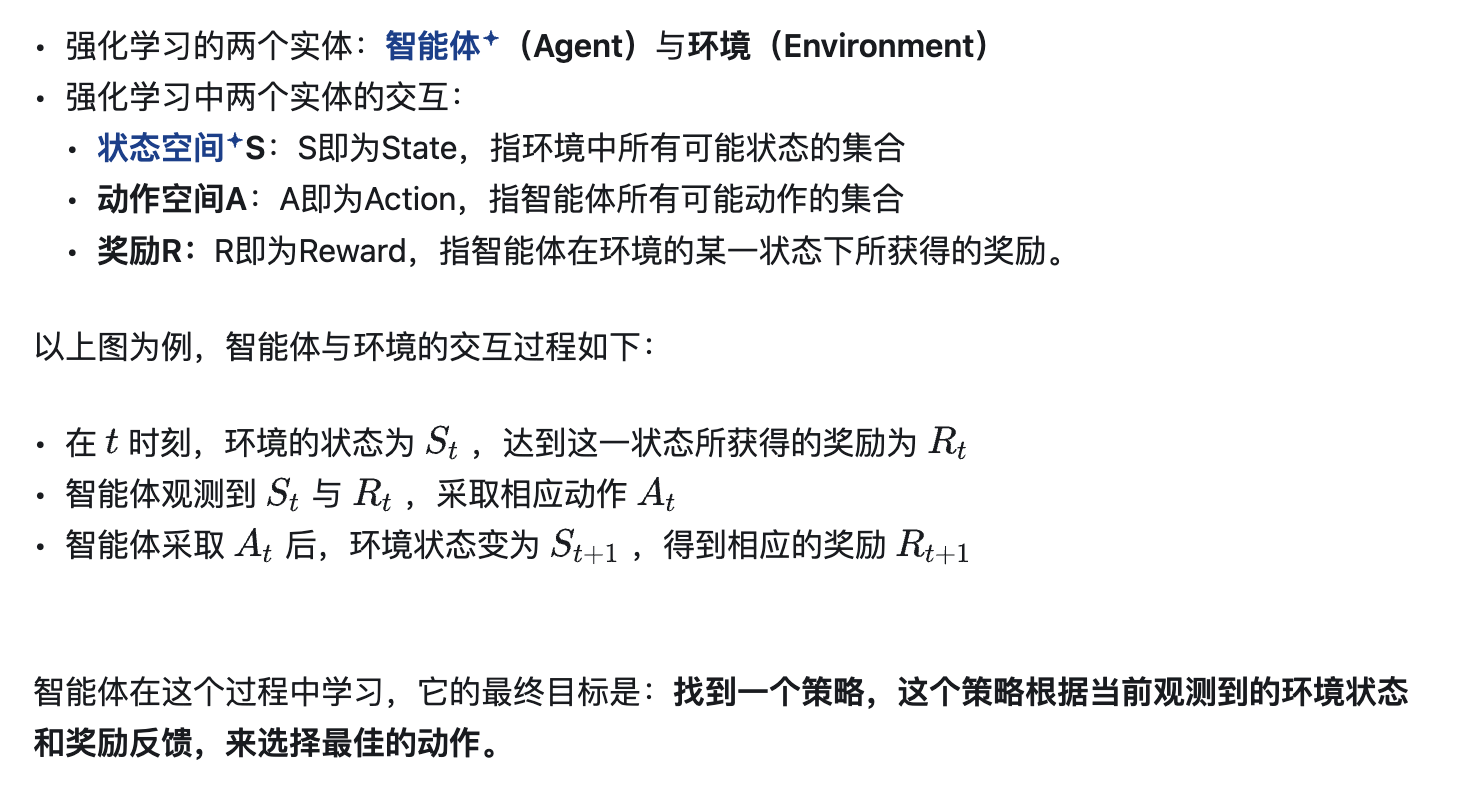 • 强化学习的两个实体：智能体（Agent）与环境（Environment）
• 强化学习中两个实体的交互：
• 状态空间S：S即为State，指环境中所有可能状态的集合
• 动作空间A：A即为Action，指智能体所有可能动作的集合
• 奖励R：R即为Reward，指智能体在环境的某一状态下所获得的奖励。
以上图为例，智能体与环境的交互过程如下：
• 在 t 时刻，环境的状态为 S_t ，达到这一状态所获得的奖励为 R_t
• 智能体观测到 S_t 与 R_t ，采取相应动作 A_t
• 智能体采取 A_t 后，环境状态变为 S_{t+1} ，得到相应的奖励 R_{t+1}
智能体在这个过程中学习，它的最终目标是：找到一个策略，这个策略根据当前观测到的环境状态
和奖励反馈，来选择最佳的动作。